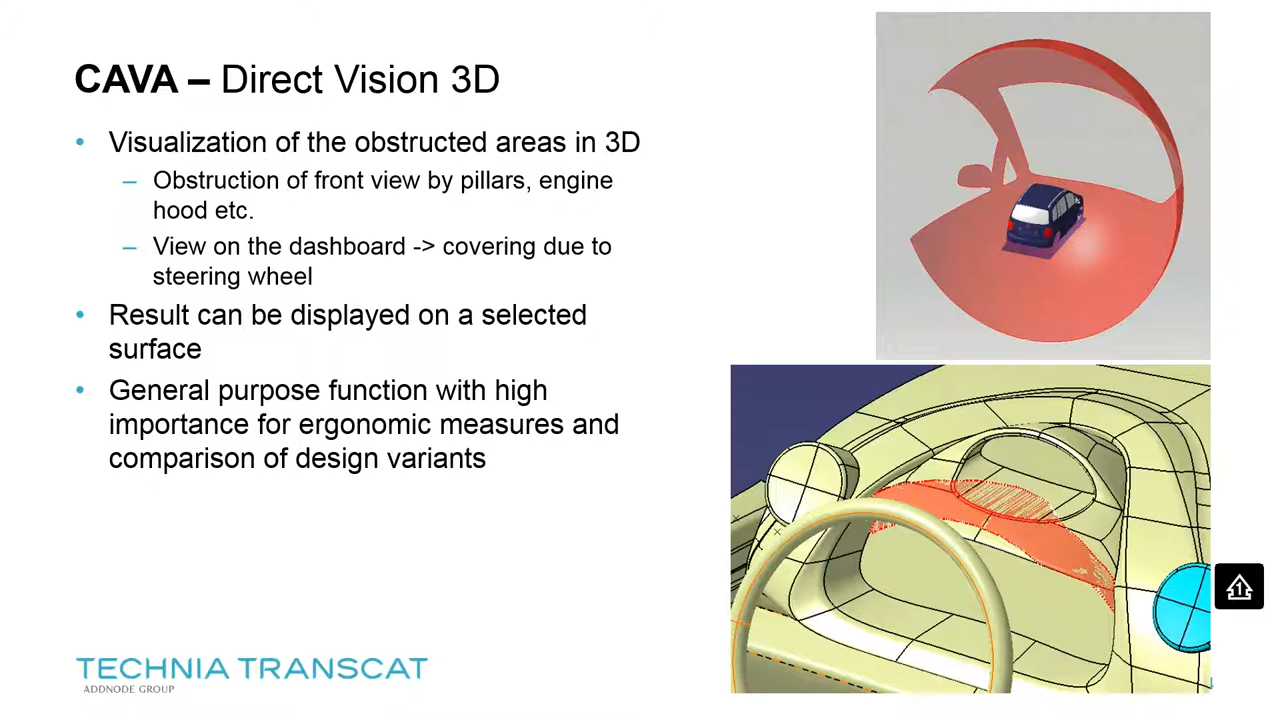 CAVA – Direct Vision 3D
• Visualization of the obstructed areas in 3D
– Obstruction of front view by pillars, engine
hood etc.
– View on the dashboard -> covering due to
steering wheel
• Result can be displayed on a selected
surface
• General purpose function with high
importance for ergonomic measures and
comparison of design variants
TECHNIA TRANSCAT
ADDNODE GROUP
1